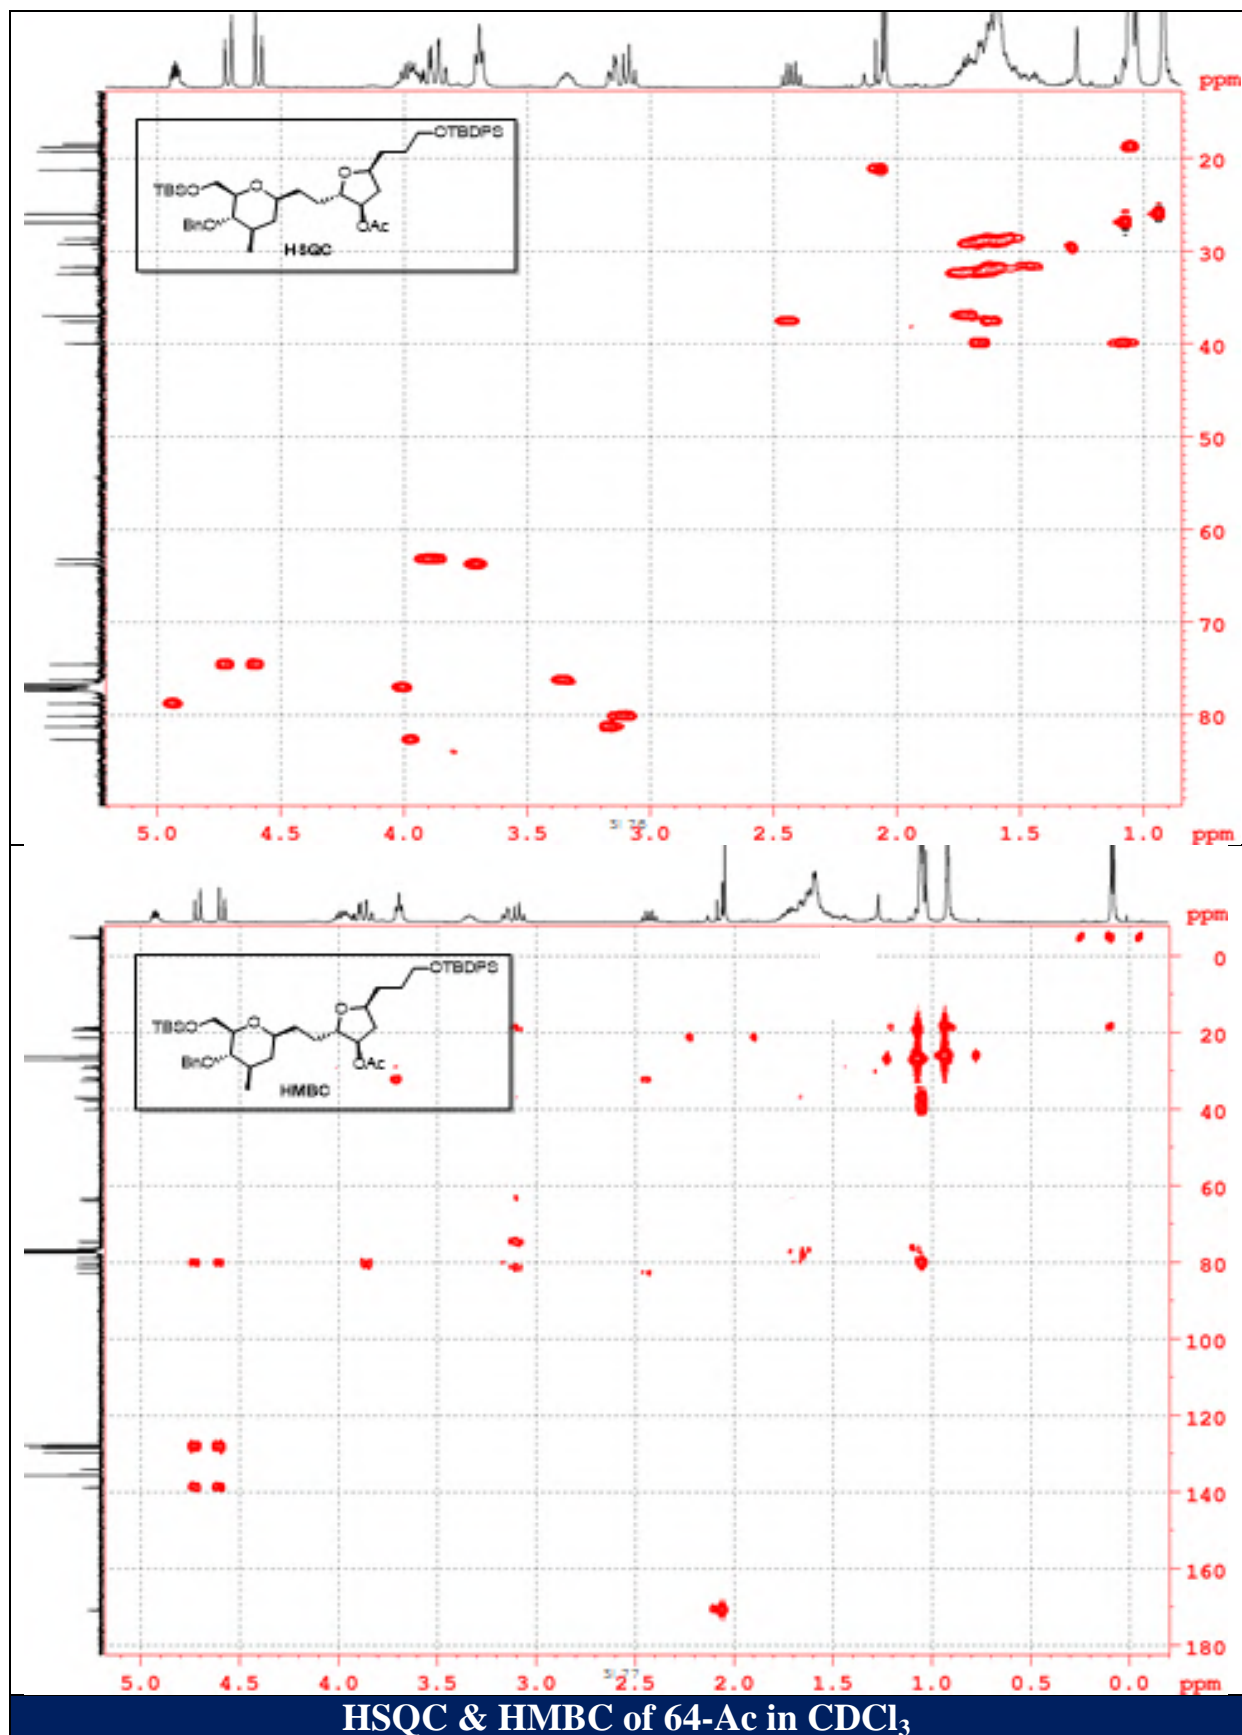 ppm
OTBDPS
O
O
TBSO
BnO
OAc
HSQC
20
30
40
50
60
70
80
5.0 4.5 4.0 3.5 3.0 2.5 2.0 1.5 1.0 ppm
SI 76
ppm
OTBDPS
O
O
TBSO
BnO
OAc
HMBC
0
20
40
60
80
100
120
140
160
180
5.0 4.5 4.0 3.5 3.0 2.5 2.0 1.5 1.0 0.5 0.0 ppm
SI 77
HSQC & HMBC of 64-Ac in CDCl₃